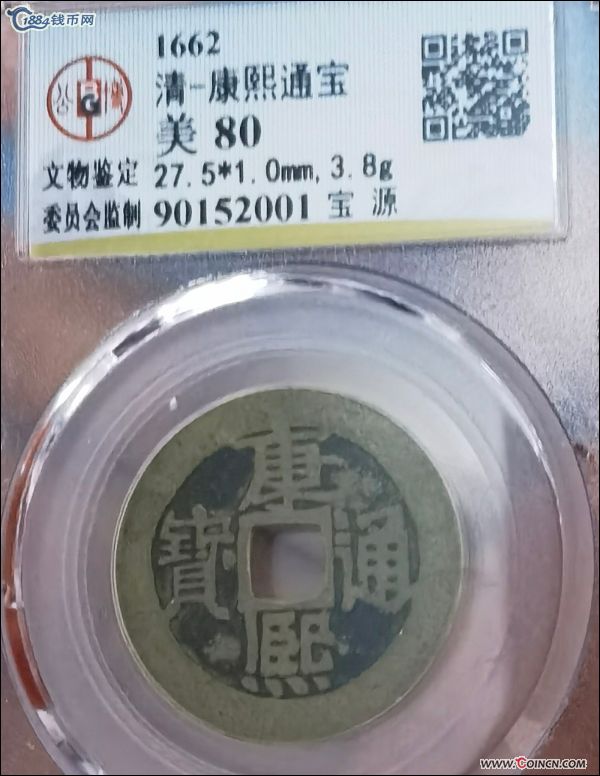 1884钱币网
1662
清-康熙通宝
美 80
公 G 博
文物鉴定 27.5*1.0mm, 3.8g
委员会监制 90152001 宝 源
康
寶 通
熙
WWW.COINCN.COM